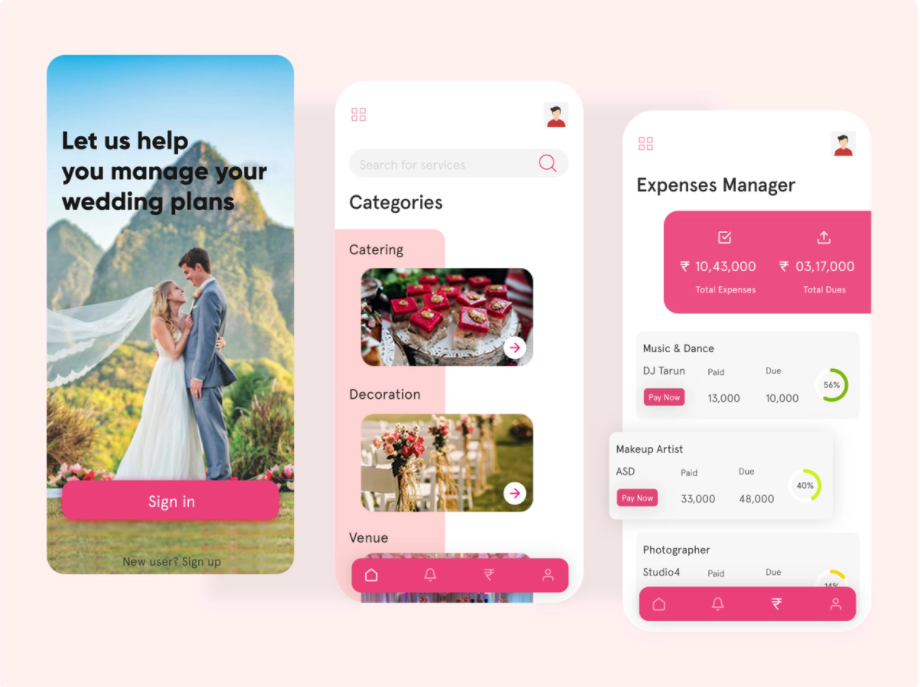 Let us help
you manage your
wedding plans
Sign in
New user? Sign up
Search for services
Categories
Catering
Decoration
Venue
Expenses Manager
₹ 10,43,000 ₹ 03,17,000
Total Expenses Total Dues
Music & Dance
DJ Tarun Paid Due
56%
Pay Now 13,000 10,000
Makeup Artist
ASD Paid Due
40%
Pay Now 33,000 48,000
Photographer
Studio4 Paid Due
14%
₹
₹